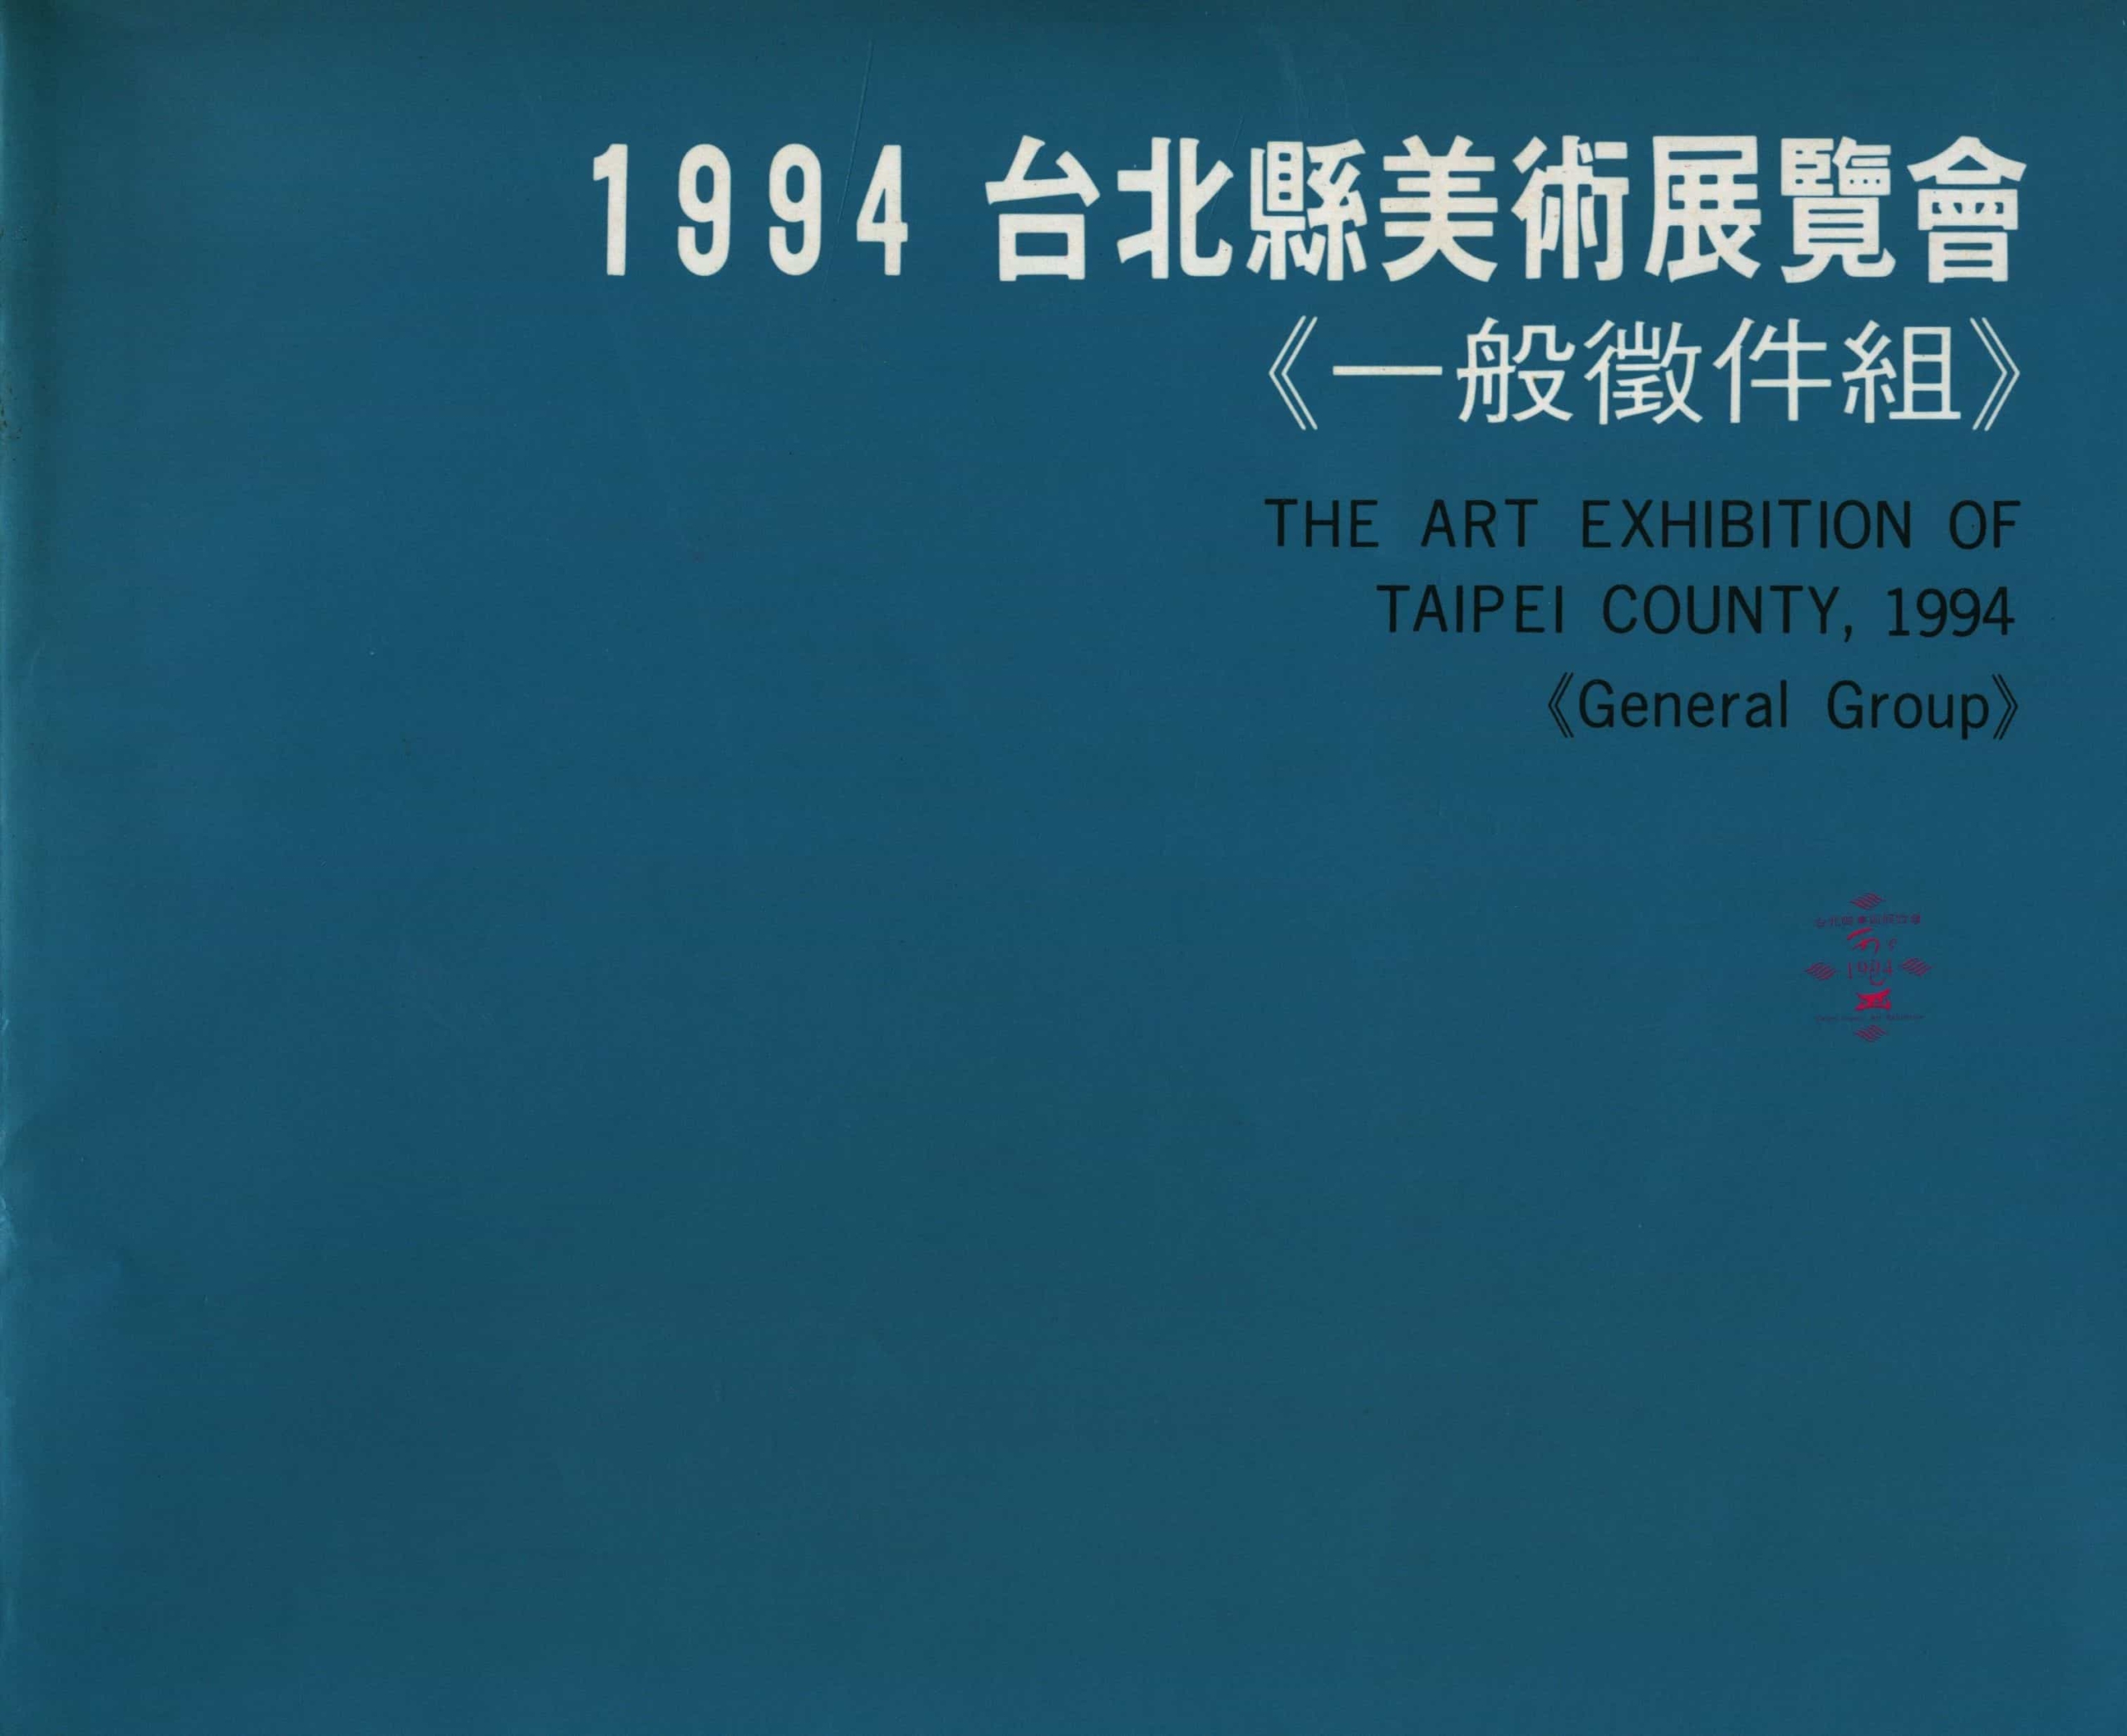 1994 台北縣美術展覽會
《一般徵件組》
THE ART EXHIBITION OF
TAIPEI COUNTY, 1994
《General Group》
1994